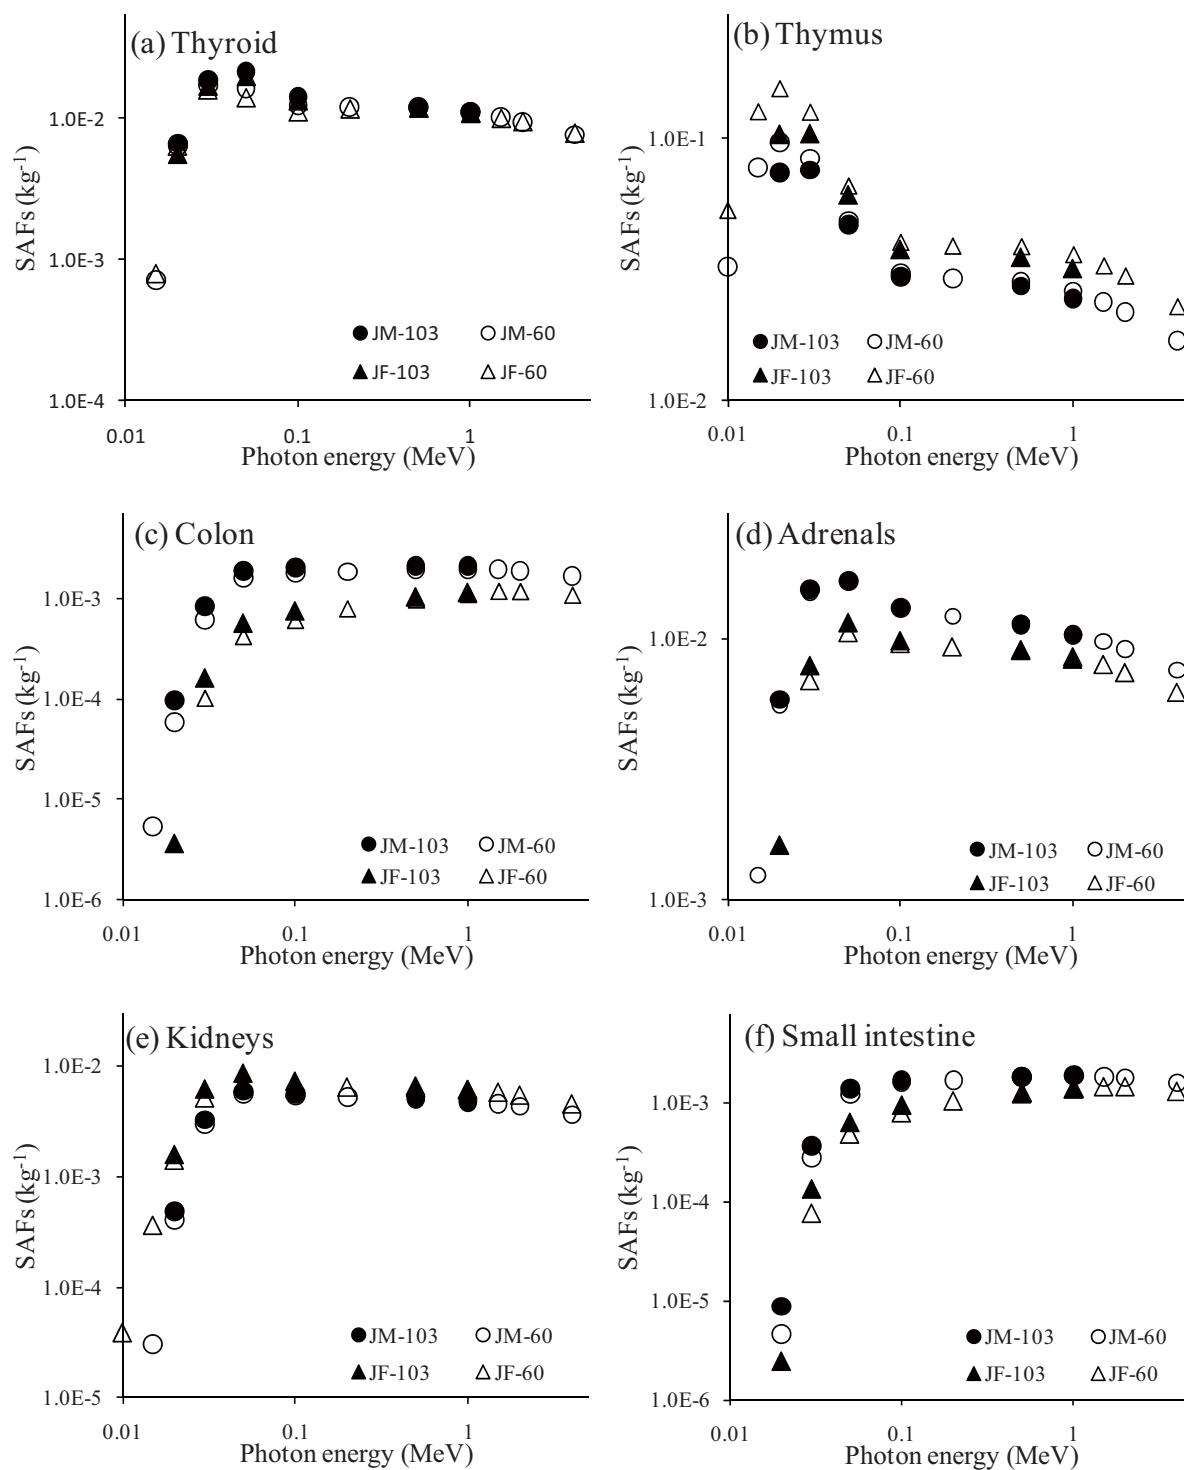 (a) Thyroid
SAFs (kg-1)
1.0E-2
1.0E-3
1.0E-4
JM-103 JM-60
JF-103 JF-60
0.01 0.1 1
Photon energy (MeV)
(b) Thymus
SAFs (kg-1)
1.0E-1
1.0E-2
JM-103 JM-60
JF-103 JF-60
0.01 0.1 1
Photon energy (MeV)
(c) Colon
SAFs (kg-1)
1.0E-3
1.0E-4
1.0E-5
1.0E-6
JM-103 JM-60
JF-103 JF-60
0.01 0.1 1
Photon energy (MeV)
(d) Adrenals
SAFs (kg-1)
1.0E-2
1.0E-3
JM-103 JM-60
JF-103 JF-60
0.01 0.1 1
Photon energy (MeV)
(e) Kidneys
SAFs (kg-1)
1.0E-2
1.0E-3
1.0E-4
1.0E-5
JM-103 JM-60
JF-103 JF-60
0.01 0.1 1
Photon energy (MeV)
(f) Small intestine
SAFs (kg-1)
1.0E-3
1.0E-4
1.0E-5
1.0E-6
JM-103 JM-60
JF-103 JF-60
0.01 0.1 1
Photon energy (MeV)